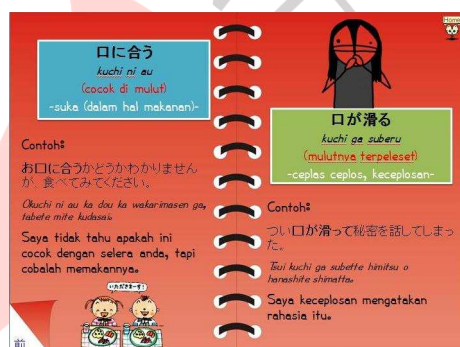 口に合う
kuchi ni au
(cocok di mulut)
-suka (dalam hal makanan)-
Contoh:
お口に合うかどうかわかりません
が、食べてみてください。
Okuchi ni au ka dou ka wakarimasen ga,
tabete mite kudasai.
Saya tidak tahu apakah ini
cocok dengan selera anda, tapi
cobalah memakannya.
いただきまーす!
前
Home
口が滑る
kuchi ga suberu
(mulutnya terpeleset)
-ceplas ceplos, keceplosan-
Contoh:
つい口が滑って秘密を話してしまっ
た。
Tsui kuchi ga subette himitsu o
hanashite shimatta.
Saya keceplosan mengatakan
rahasia itu.